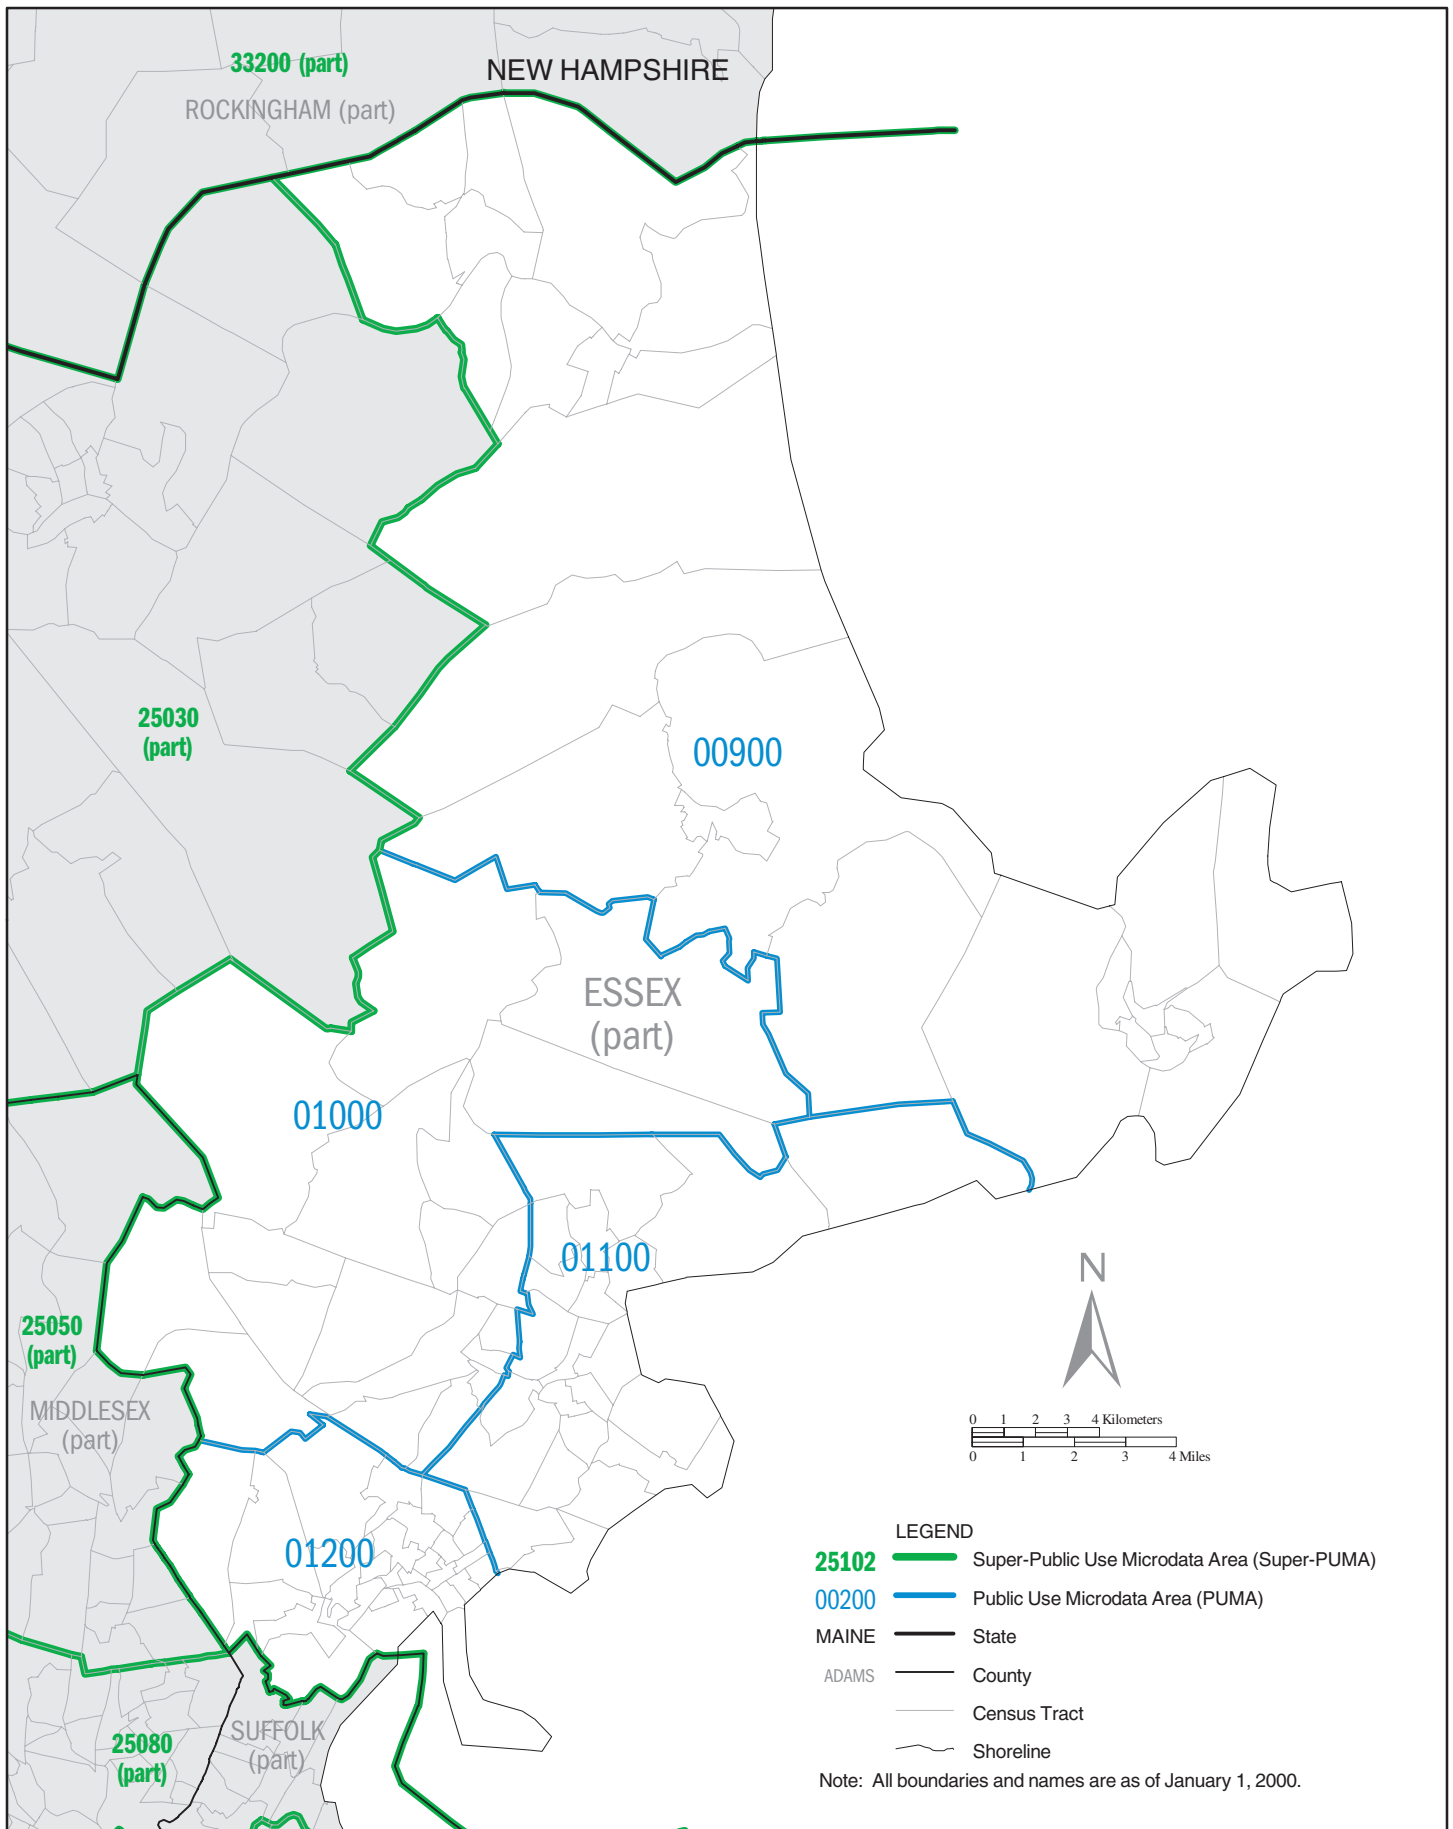 33200 (part)
NEW HAMPSHIRE
ROCKINGHAM (part)
25030
(part)
00900
ESSEX
(part)
01000
01100
N
25050
(part)
MIDDLESEX
(part)
0 1 2 3 4 Kilometers
0 1 2 3 4 Miles
01200
LEGEND
25102 Super-Public Use Microdata Area (Super-PUMA)
00200 Public Use Microdata Area (PUMA)
MAINE State
ADAMS County
Census Tract
Shoreline
Note: All boundaries and names are as of January 1, 2000.
SUFFOLK
(part)
25080
(part)